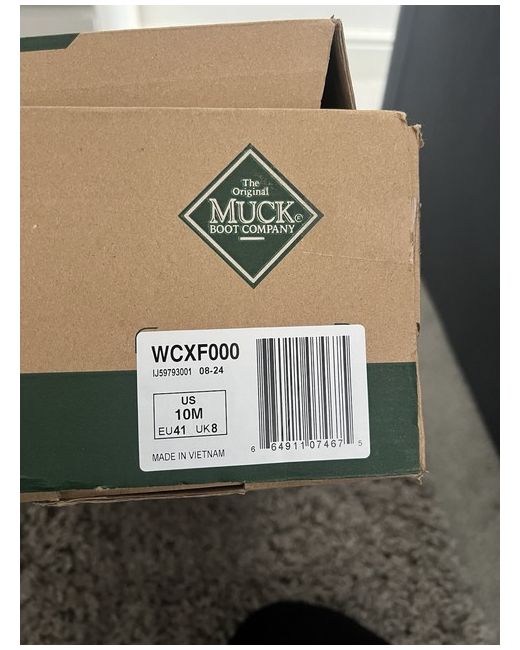 The
Original
MUCK®
BOOT COMPANY
WCXF000
IJ59793001 08-24
US
10M
EU41 UK8
MADE IN VIETNAM
6 64911 07467 5